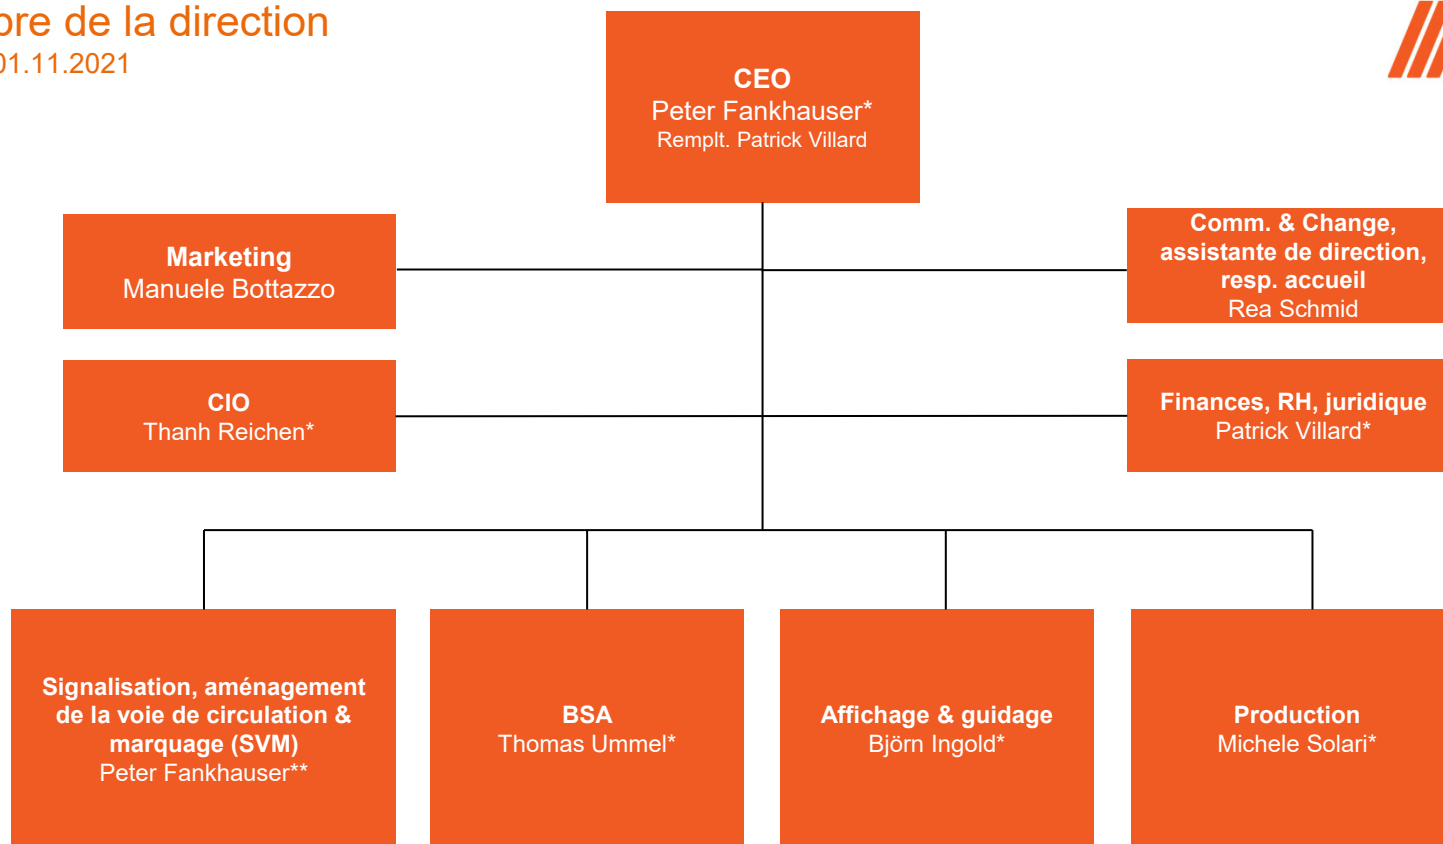 de la direction
01.11.2021
CEO
Peter Fankhauser*
Remplt. Patrick Villard
Marketing
Manuele Bottazzo
Comm. & Change,
assistante de direction,
resp. accueil
Rea Schmid
CIO
Thanh Reichen*
Finances, RH, juridique
Patrick Villard*
Signalisation, aménagement
de la voie de circulation &
marquage (SVM)
Peter Fankhauser**
BSA
Thomas Ummel*
Affichage & guidage
Björn Ingold*
Production
Michele Solari*